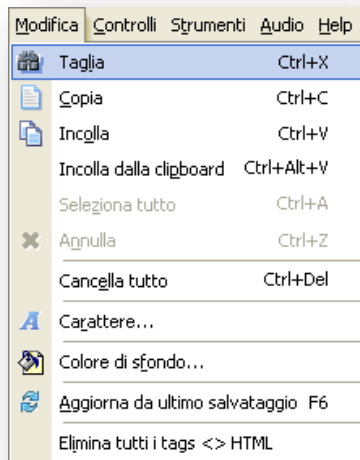 Modifica Controlli Strumenti Audio Help
Taglia Ctrl+X
Copia Ctrl+C
Incolla Ctrl+V
Incolla dalla clipboard Ctrl+Alt+V
Seleziona tutto Ctrl+A
Annulla Ctrl+Z
Cancella tutto Ctrl+Del
Carattere...
Colore di sfondo...
Aggiorna da ultimo salvataggio F6
Elimina tutti i tags <> HTML